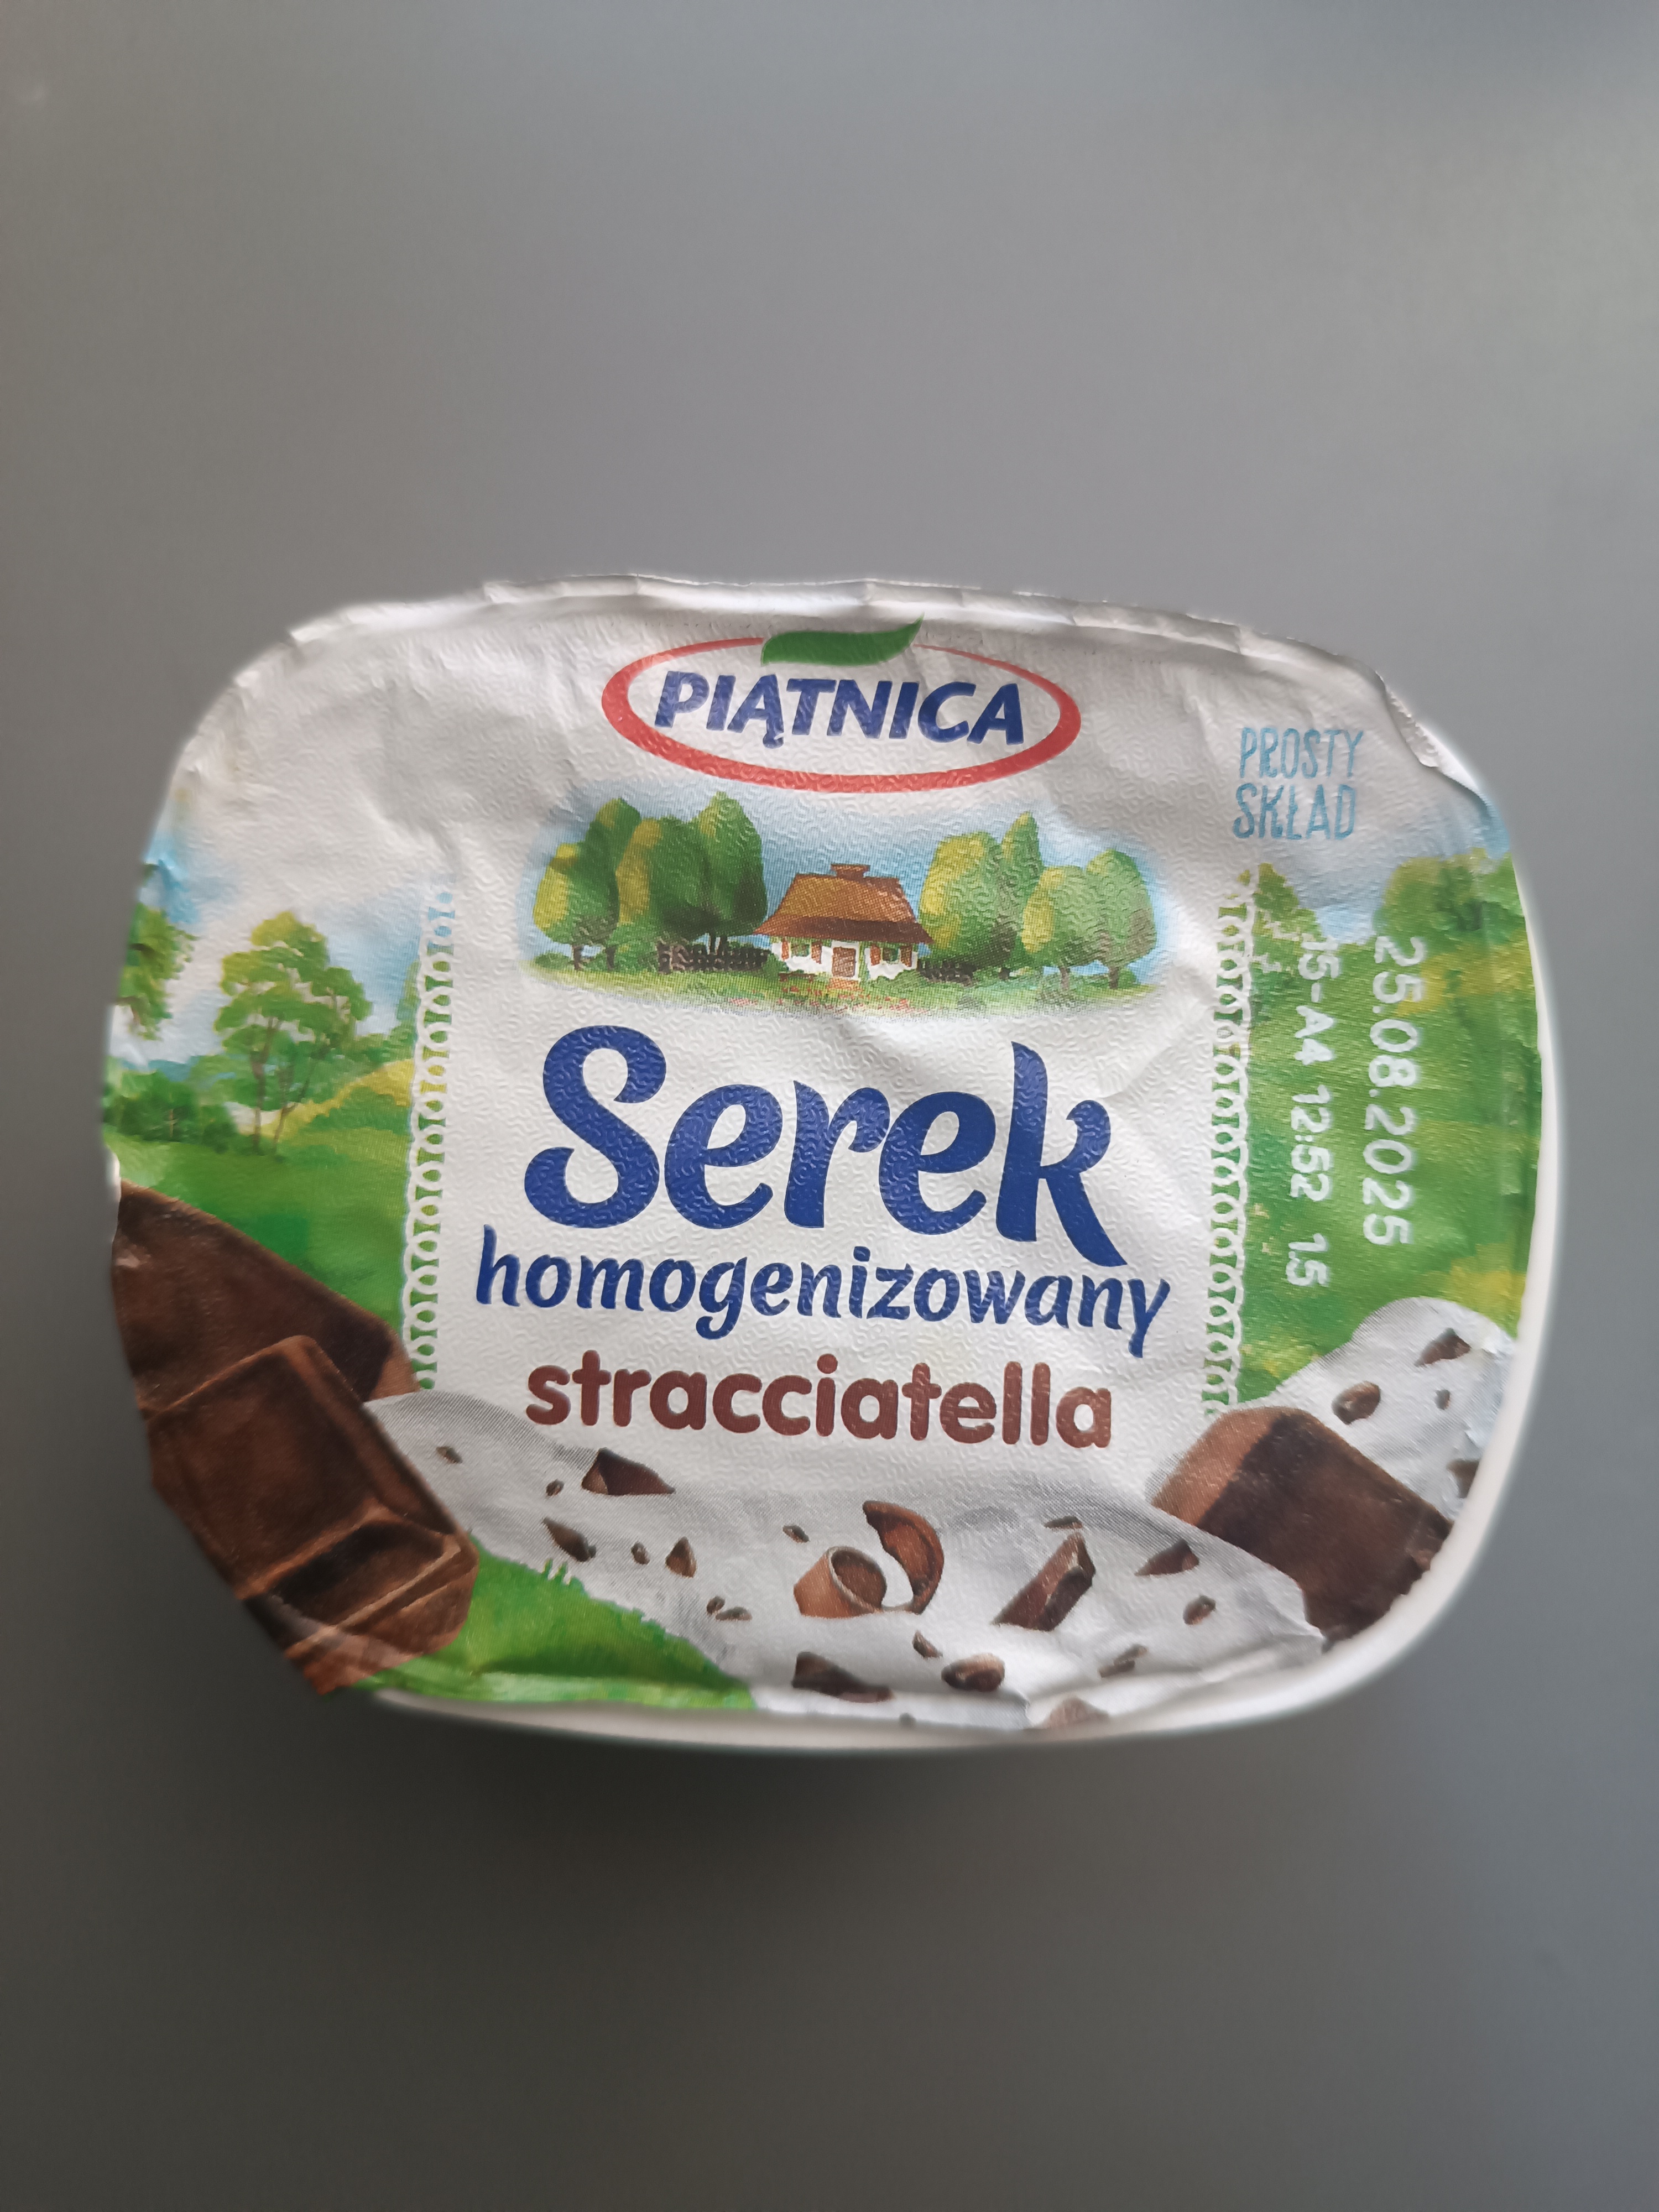 PIĄTNICA
PROSTY
SKŁAD
Serek
homogenizowany
stracciatella
25.08.2025
15-A4 12:52 1.5